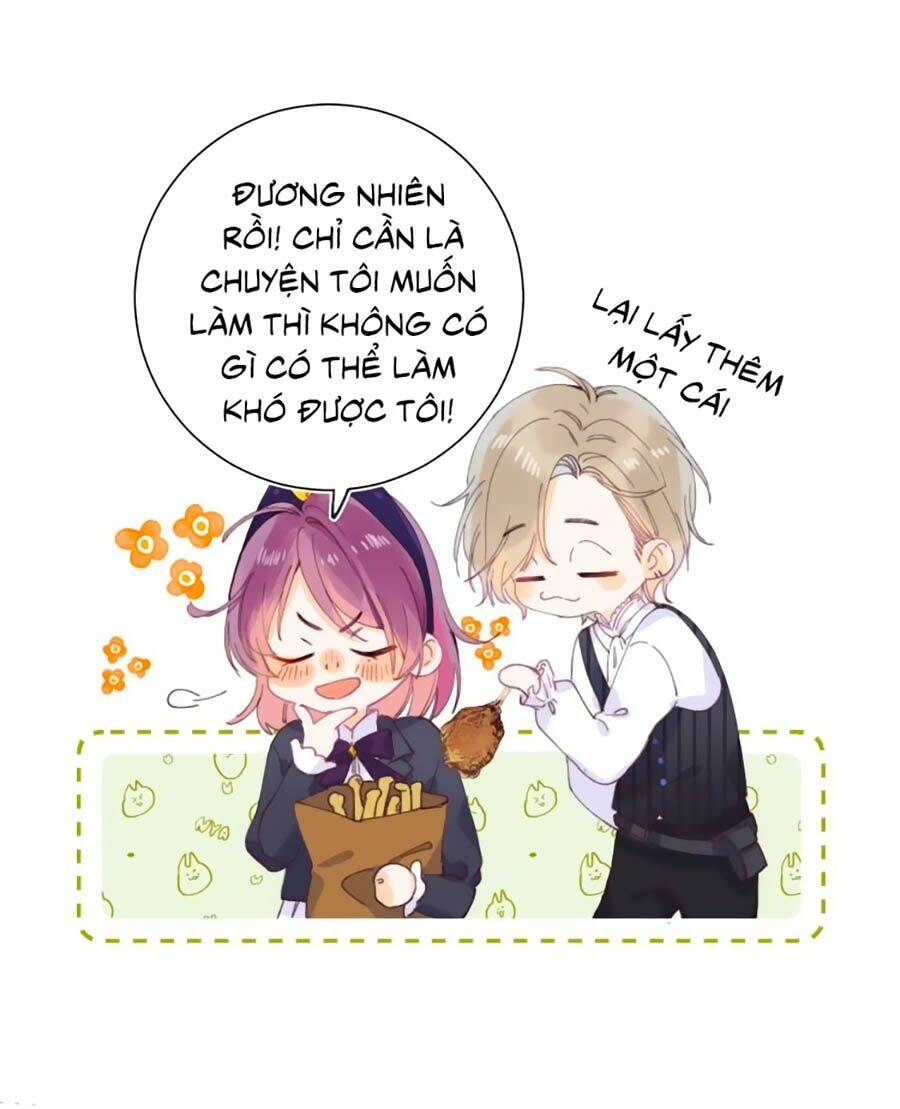 ĐƯƠNG NHIÊN
RỒI! CHỈ CẦN LÀ
CHUYỆN TÔI MUỐN
LÀM THÌ KHÔNG CÓ
GÌ CÓ THỂ LÀM
KHÓ ĐƯỢC TÔI!
LẠI LẤY THÊM
MỘT CÁI
NYA